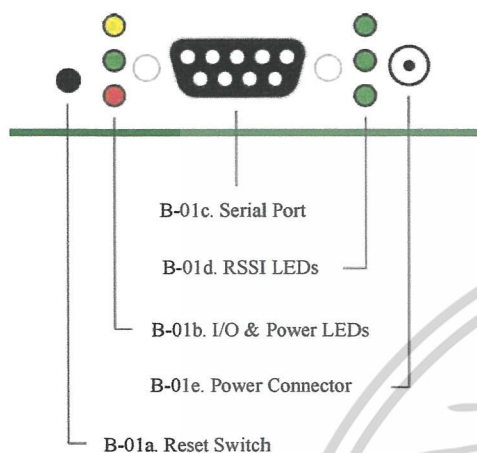 B-01c. Serial Port
B-01d. RSSI LEDs
B-01b. I/O & Power LEDs
B-01e. Power Connector
B-01a. Reset Switch